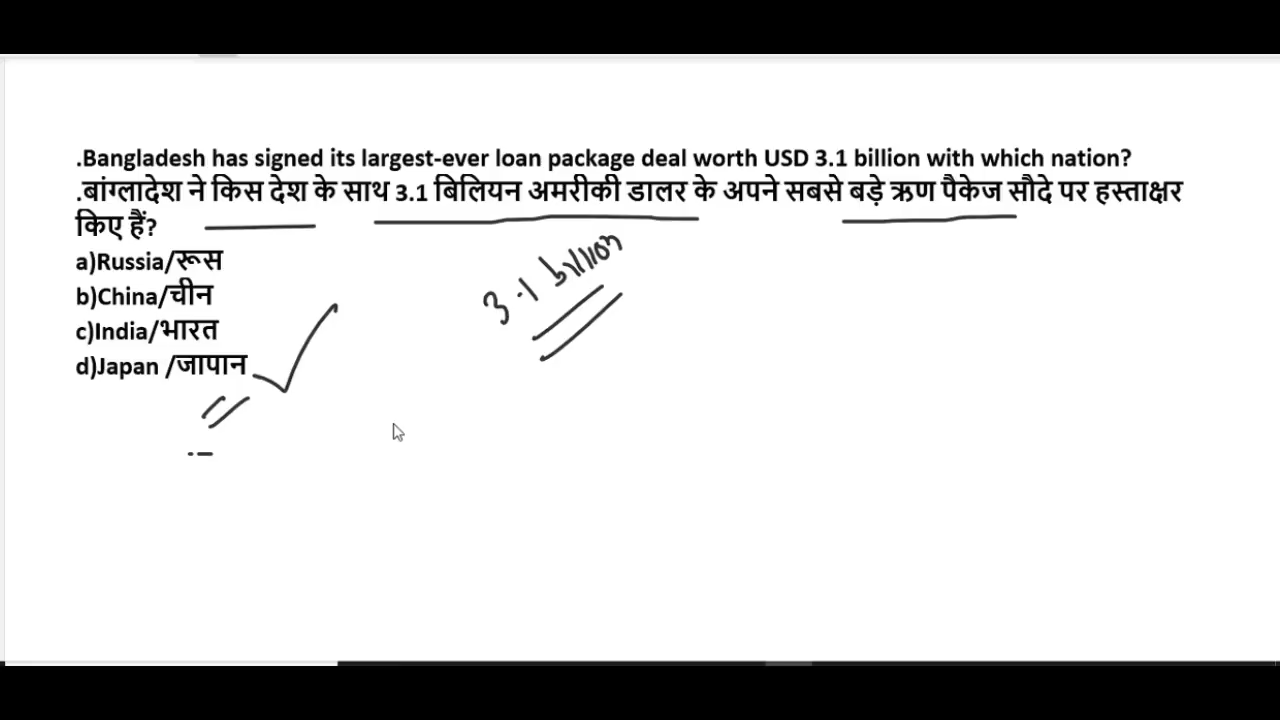 .Bangladesh has signed its largest-ever loan package deal worth USD 3.1 billion with which nation?
.बांग्लादेश ने किस देश के साथ 3.1 बिलियन अमरीकी डालर के अपने सबसे बड़े ऋण पैकेज सौदे पर हस्ताक्षर
किए हैं?
a)Russia/रूस
b)China/चीन
c)India/भारत
d)Japan /जापान
3.1 billion